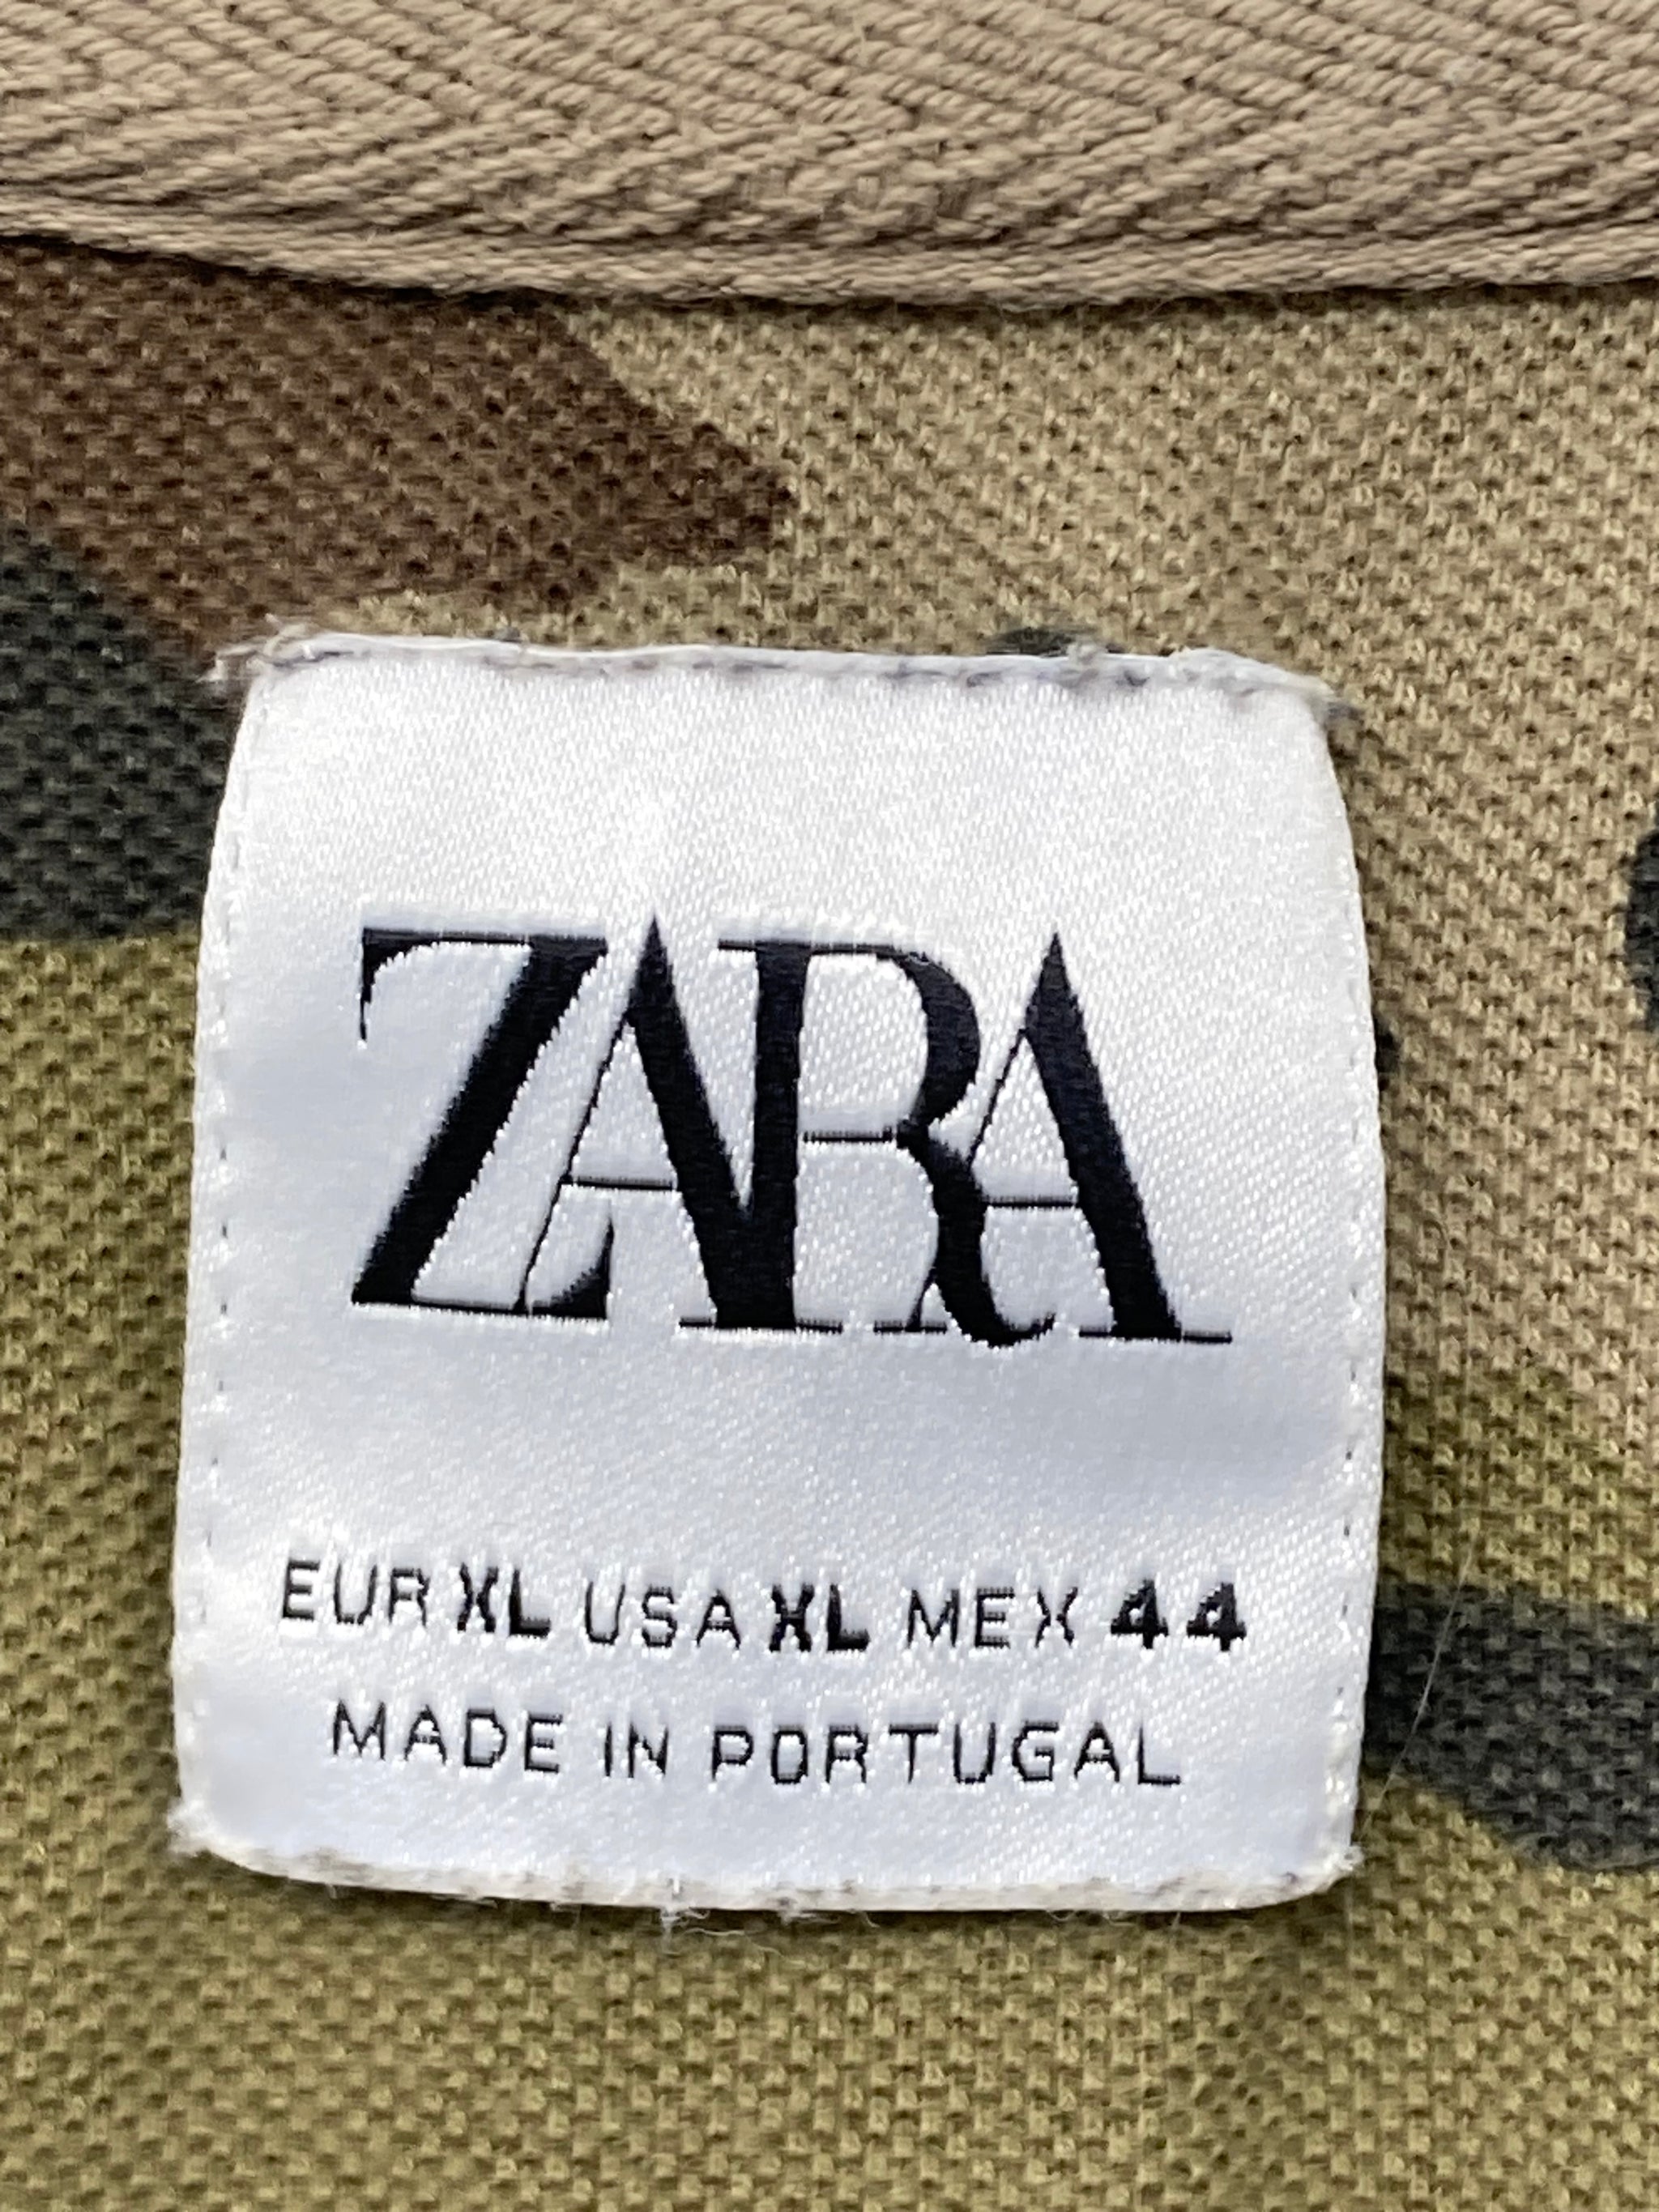 ZARA
EUR XL USA XL MEX 44
MADE IN PORTUGAL